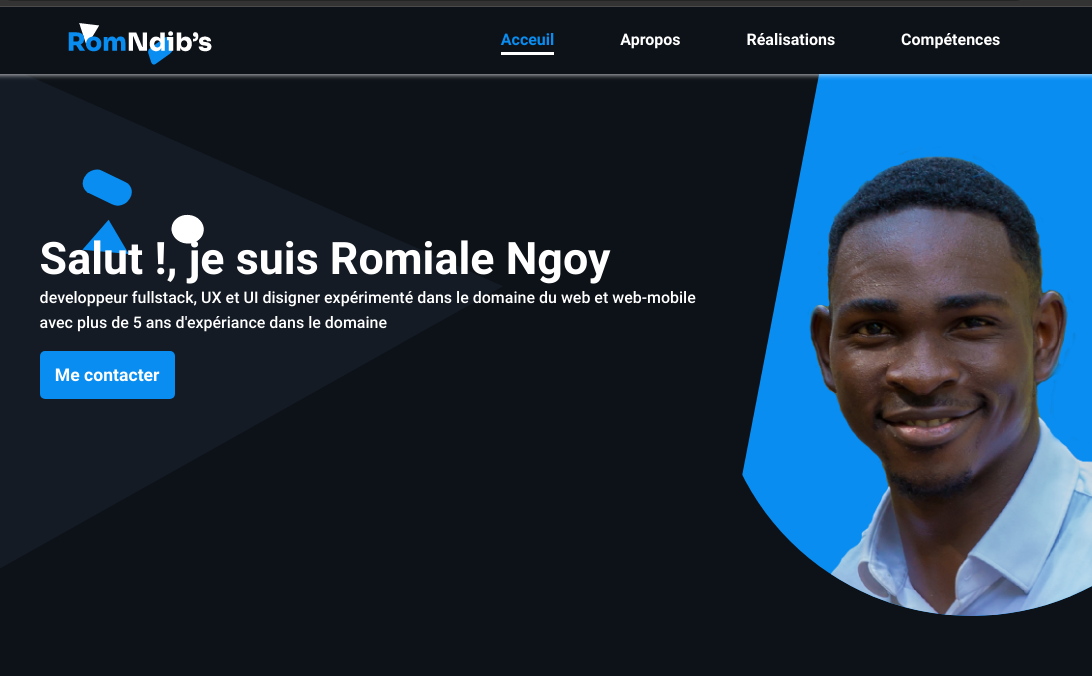 RomNdib's
Acceuil
Apropos
Réalisations
Compétences
Salut !, je suis Romiale Ngoy
developpeur fullstack, UX et UI disigner expérimenté dans le domaine du web et web-mobile
avec plus de 5 ans d'expériance dans le domaine
Me contacter